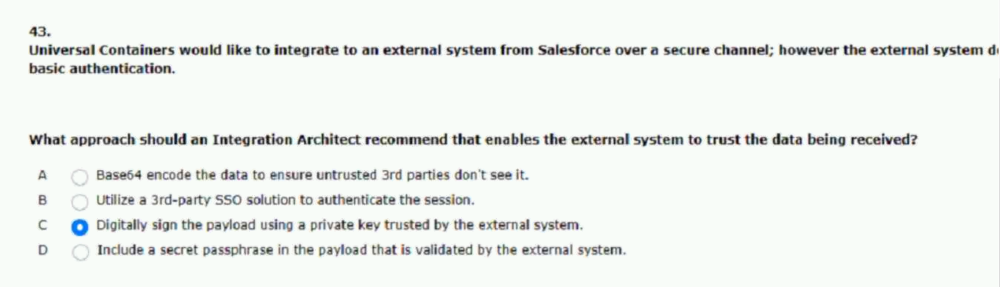 43.
Universal Containers would like to integrate to an external system from Salesforce over a secure channel; however the external system
basic authentication.
What approach should an Integration Architect recommend that enables the external system to trust the data being received?
A Base64 encode the data to ensure untrusted 3rd parties don't see it.
B Utilize a 3rd-party SSO solution to authenticate the session.
C Digitally sign the payload using a private key trusted by the external system.
D Include a secret passphrase in the payload that is validated by the external system.